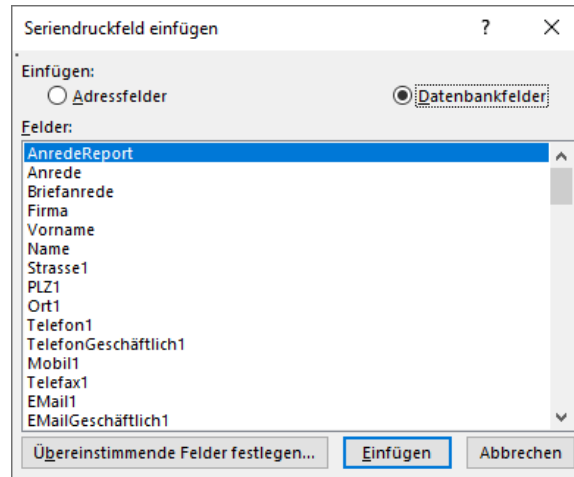 Seriendruckfeld einfügen ?
Einfügen:
Adressfelder Datenbankfelder
Felder:
AnredeReport
Anrede
Briefanrede
Firma
Vorname
Name
Strasse1
PLZ1
Ort1
Telefon1
TelefonGeschäftlich1
Mobil1
Telefax1
EMail1
EMailGeschäftlich1
Übereinstimmende Felder festlegen... Einfügen Abbrechen